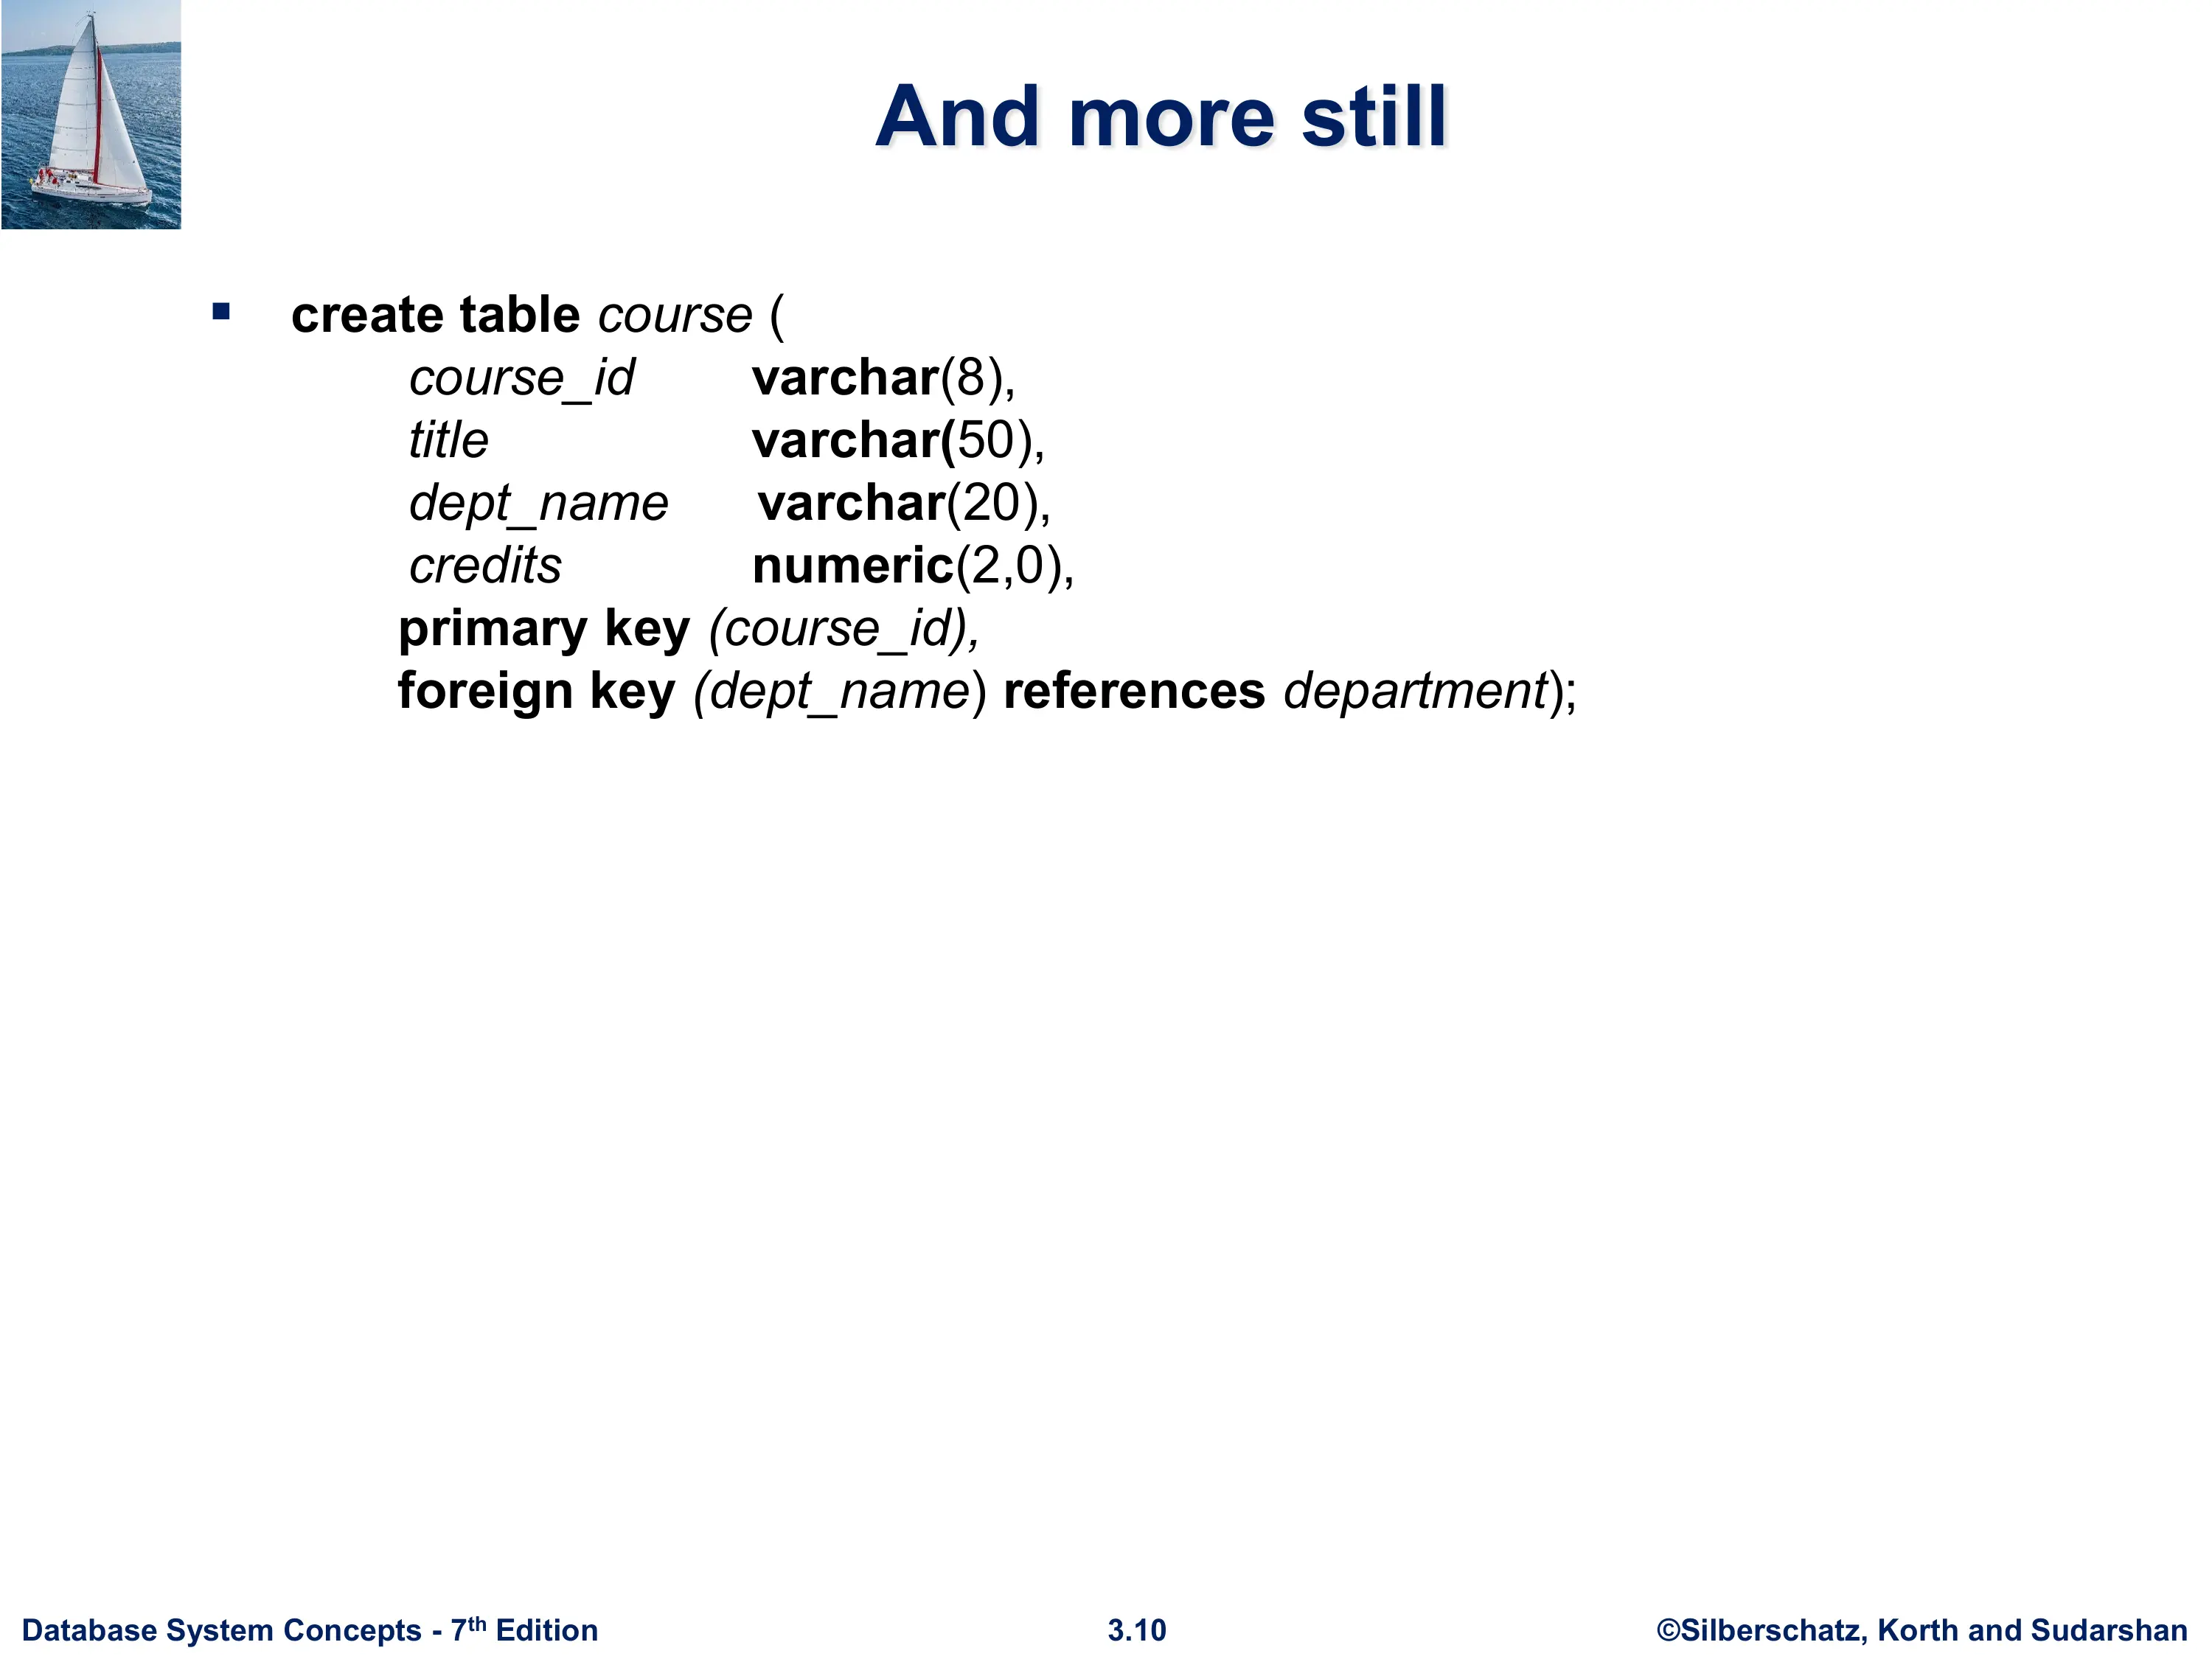 And more still
▪ create table course (
course_id varchar(8),
title varchar(50),
dept_name varchar(20),
credits numeric(2,0),
primary key (course_id),
foreign key (dept_name) references department);
Database System Concepts - 7th Edition 3.10 ©Silberschatz, Korth and Sudarshan